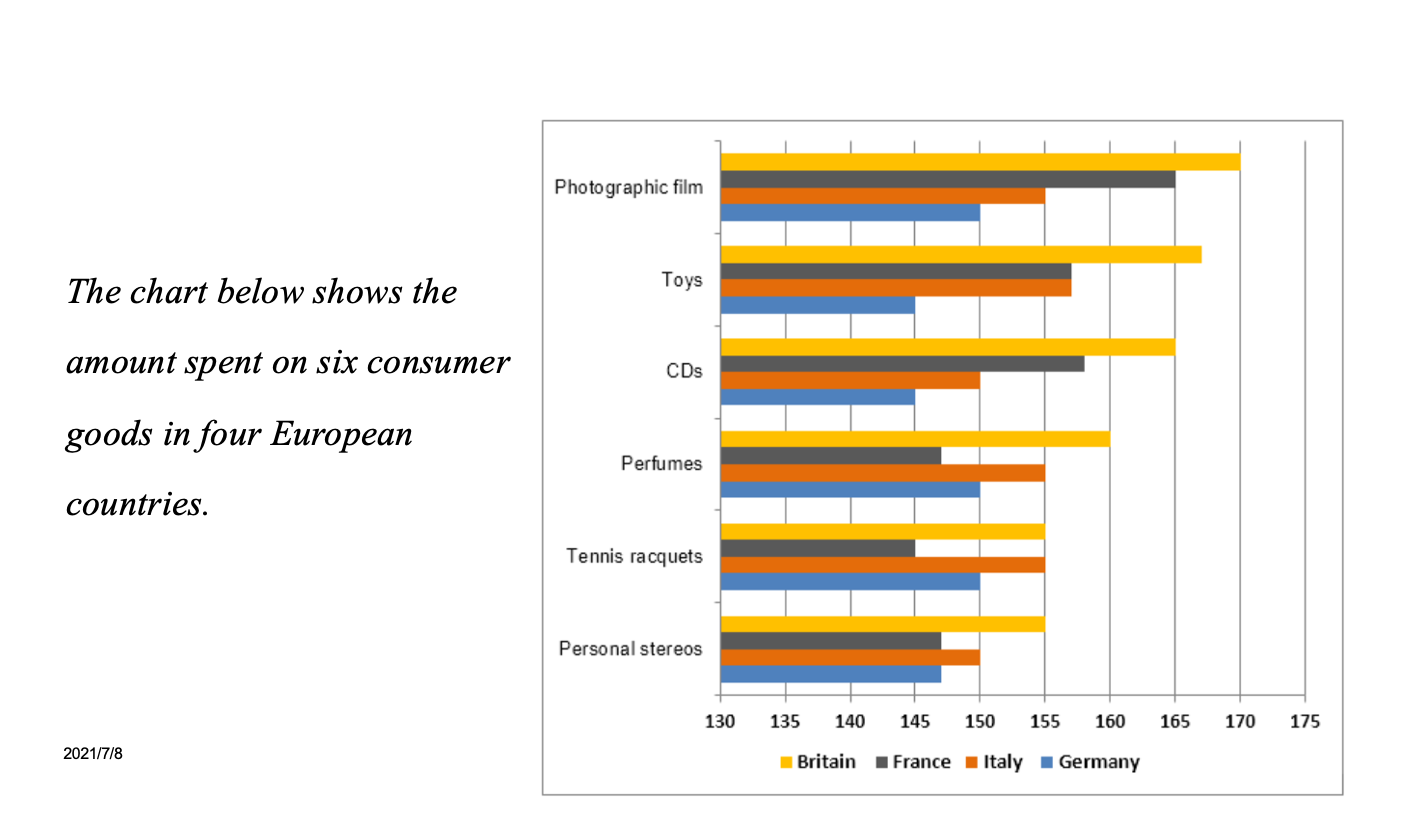 The chart below shows the
amount spent on six consumer
goods in four European
countries.
2021/7/8
Photographic film
Toys
CDs
Perfumes
Tennis racquets
Personal stereos
130 135 140 145 150 155 160 165 170 175
Britain France Italy Germany